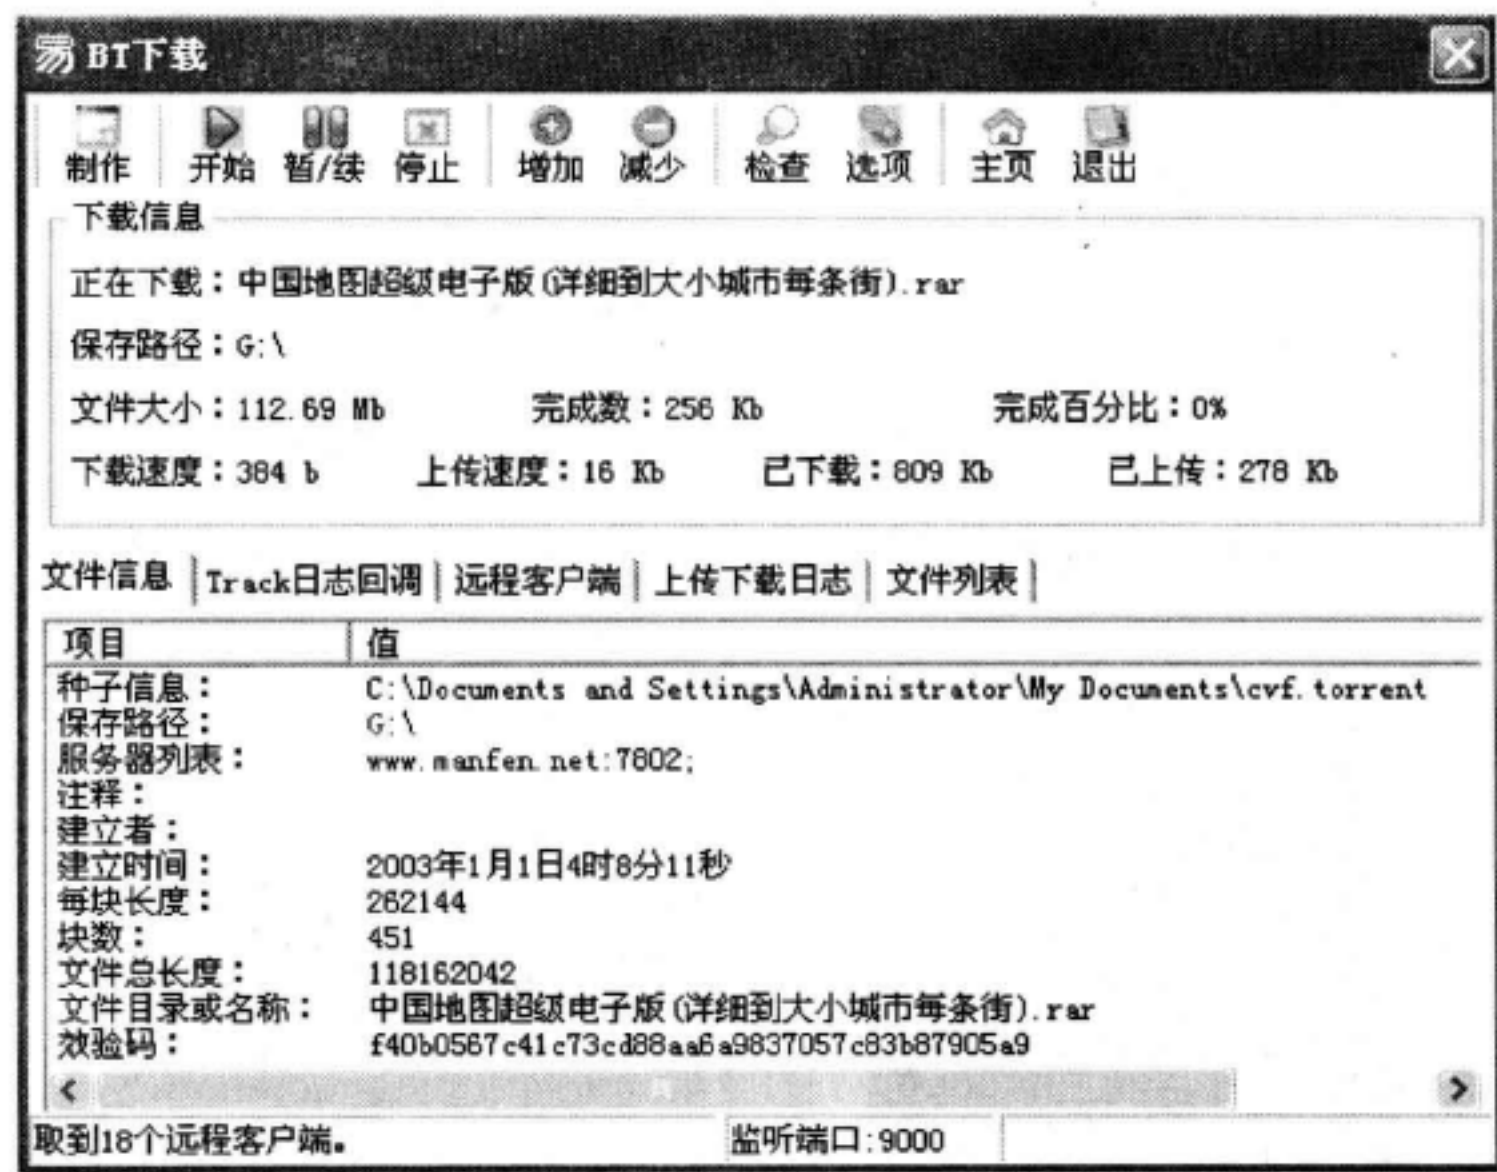 易 BT下载
制作 开始 暂/续 停止 增加 减少 检查 选项 主页 退出
下载信息
正在下载：中国地图超级电子版(详细到大小城市每条街).rar
保存路径：G:\
文件大小：112.69 Mb 完成数：256 Kb 完成百分比：0%
下载速度：384 b 上传速度：16 Kb 已下载：809 Kb 已上传：278 Kb
文件信息 Track日志回调 远程客户端 上传下载日志 文件列表
项目 值
种子信息： C:\Documents and Settings\Administrator\My Documents\cvf.torrent
保存路径： G:\
服务器列表： www.manfen.net:7802;
注释：
建立者：
建立时间： 2003年1月1日4时8分11秒
每块长度： 262144
块数： 451
文件总长度： 118162042
文件目录或名称： 中国地图超级电子版(详细到大小城市每条街).rar
效验码： f40b0567c41c73cd88aa6a9837057c83b87905a9
取到18个远程客户端。 监听端口:9000